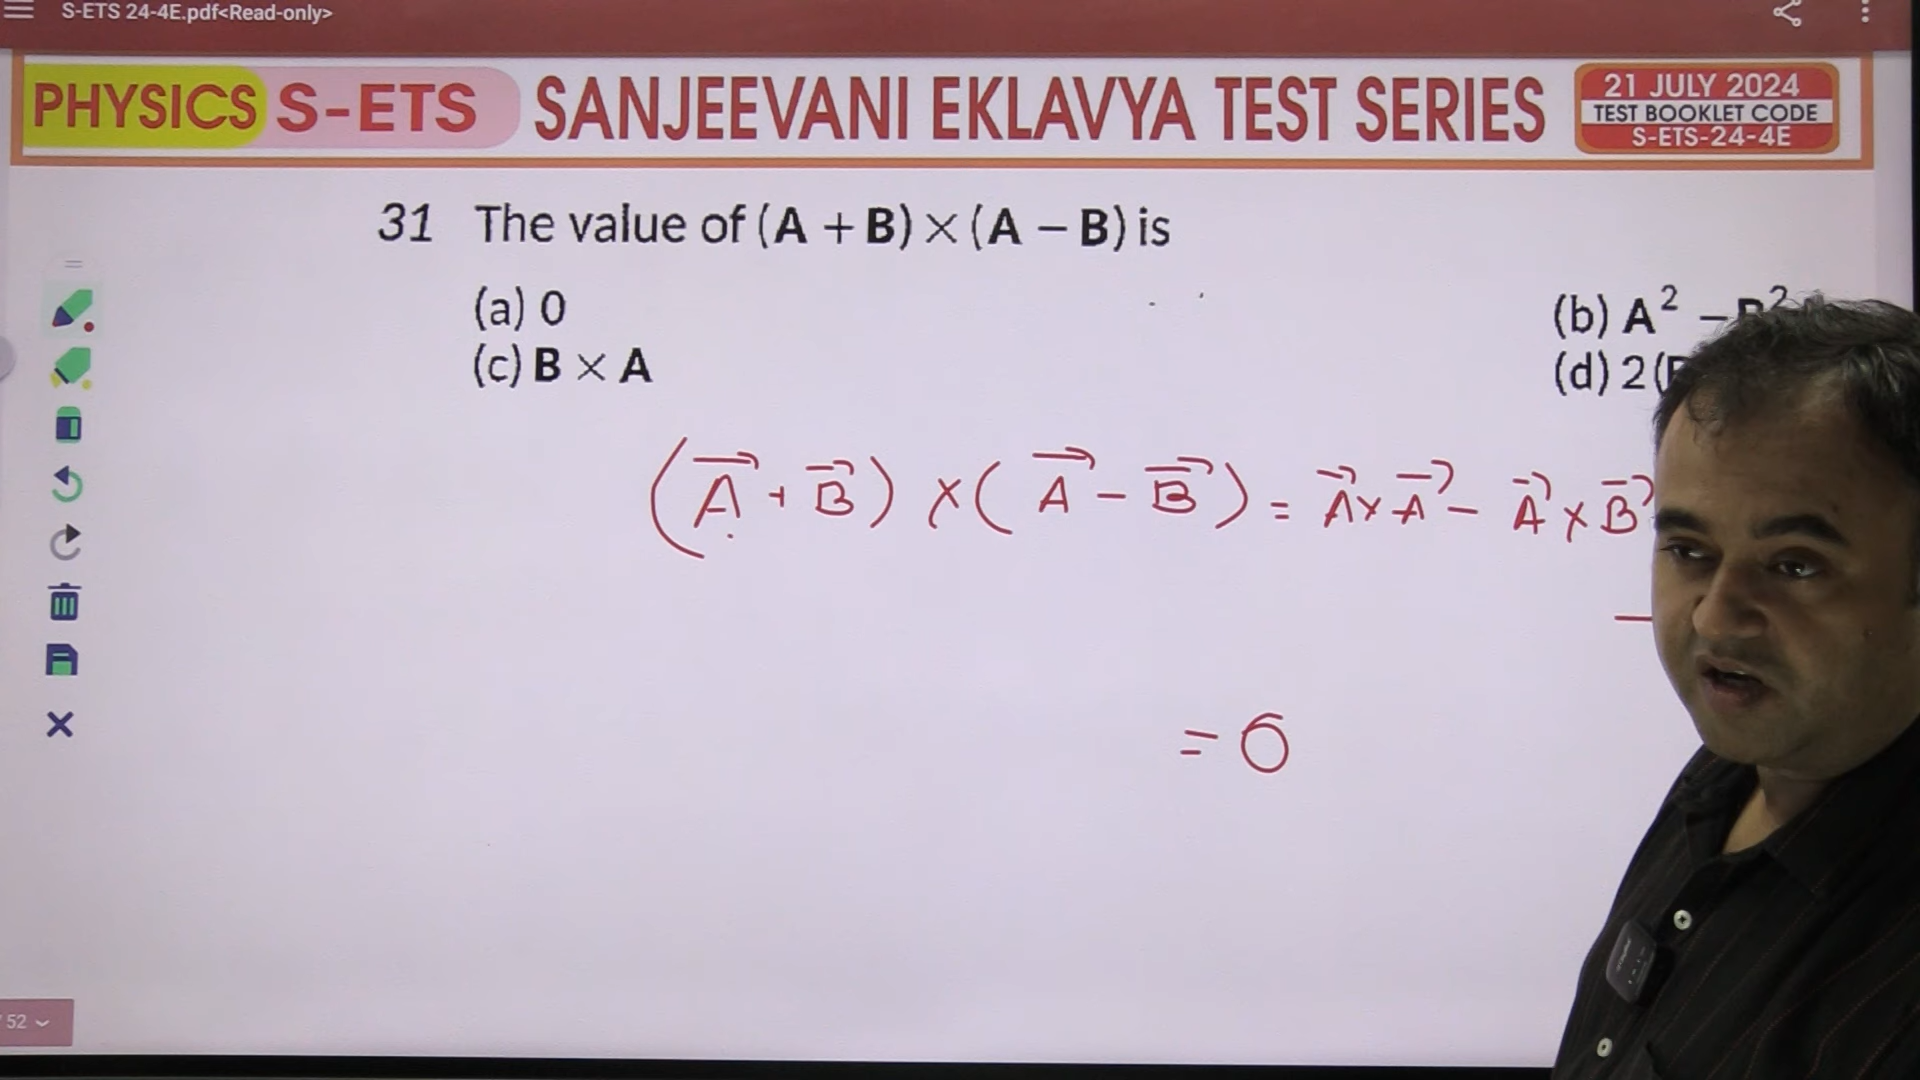 S-ETS 24-4E.pdf<Read-only>
PHYSICS S-ETS SANJEEVANI EKLAVYA TEST SERIES
21 JULY 2024
TEST BOOKLET CODE
S-ETS-24-4E
31 The value of (A + B) × (A − B) is
(a) 0
(b) A² − B²
(c) B × A
(d) 2(
(A⃗ + B⃗) × (A⃗ − B⃗) = A⃗ × A⃗ − A⃗ × B⃗
−
= 0
/ 52